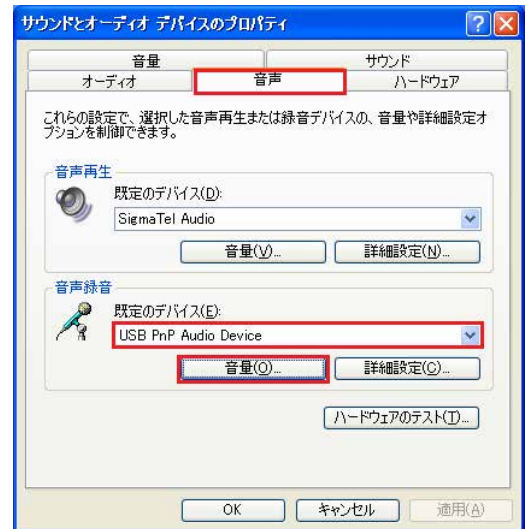 サウンドとオーディオ デバイスのプロパティ
音量 サウンド
オーディオ 音声 ハードウェア
これらの設定で、選択した音声再生または録音デバイスの、音量や詳細設定オ
プションを制御できます。
音声再生
既定のデバイス(D):
SigmaTel Audio
音量(V)... 詳細設定(N)...
音声録音
既定のデバイス(E):
USB PnP Audio Device
音量(O)... 詳細設定(C)...
ハードウェアのテスト(T)...
OK キャンセル 適用(A)